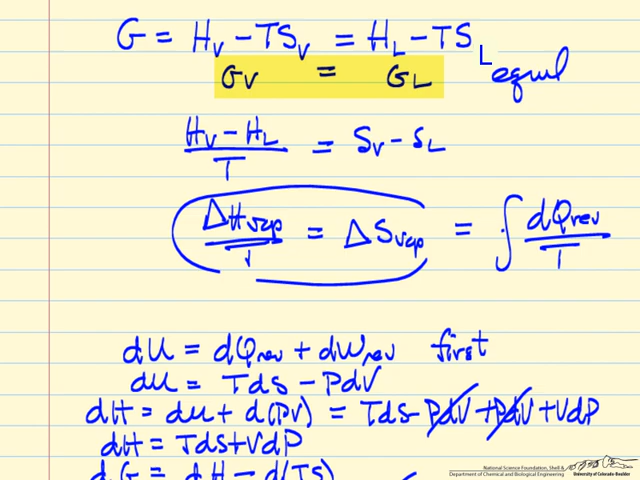 G = H_V – TS_V = H_L – TS_L
G_V = G_L equil
(H_V – H_L)/T = S_V – S_L
ΔH_vap/T = ΔS_vap = ∫ dQ_rev/T
dU = dQ_rev + dW_rev first
dU = TdS – PdV
dH = dU + d(PV) = TdS – PdV + PdV + VdP
dH = TdS + VdP
dG = dH – d(TS)
National Science Foundation, Shell &
Department of Chemical and Biological Engineering
University of Colorado Boulder